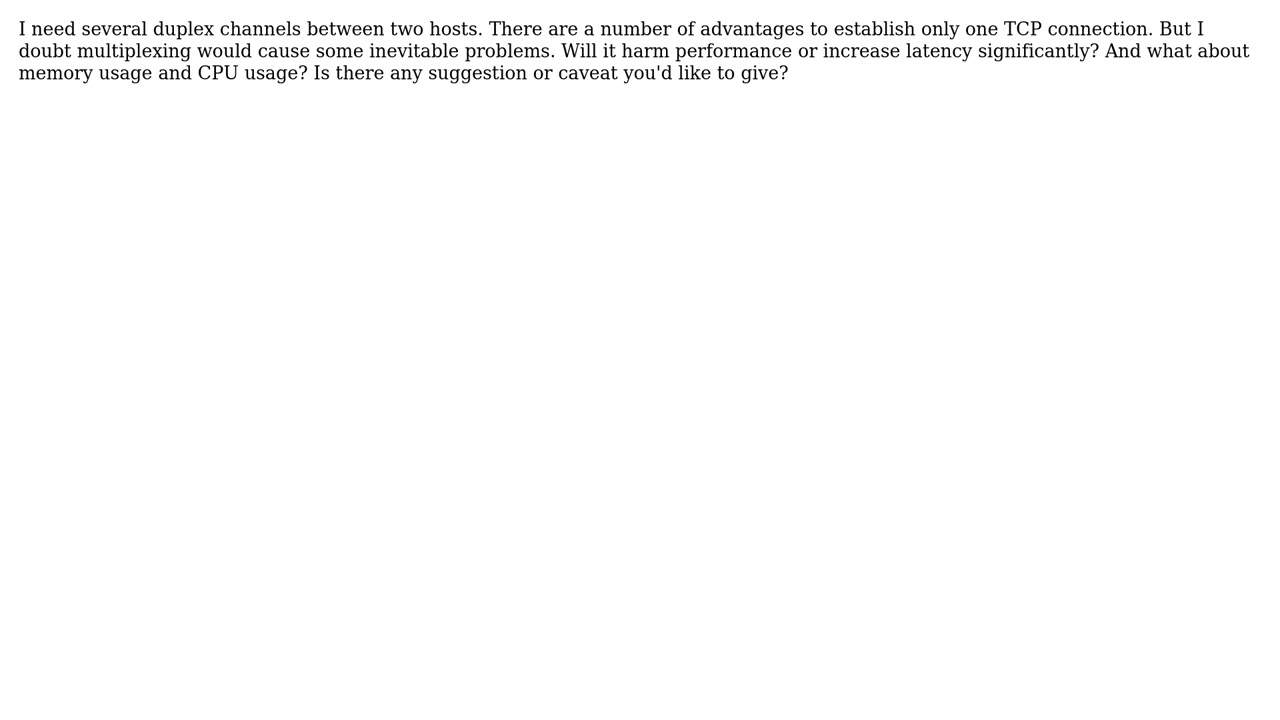 I need several duplex channels between two hosts. There are a number of advantages to establish only one TCP connection. But I
doubt multiplexing would cause some inevitable problems. Will it harm performance or increase latency significantly? And what about
memory usage and CPU usage? Is there any suggestion or caveat you'd like to give?